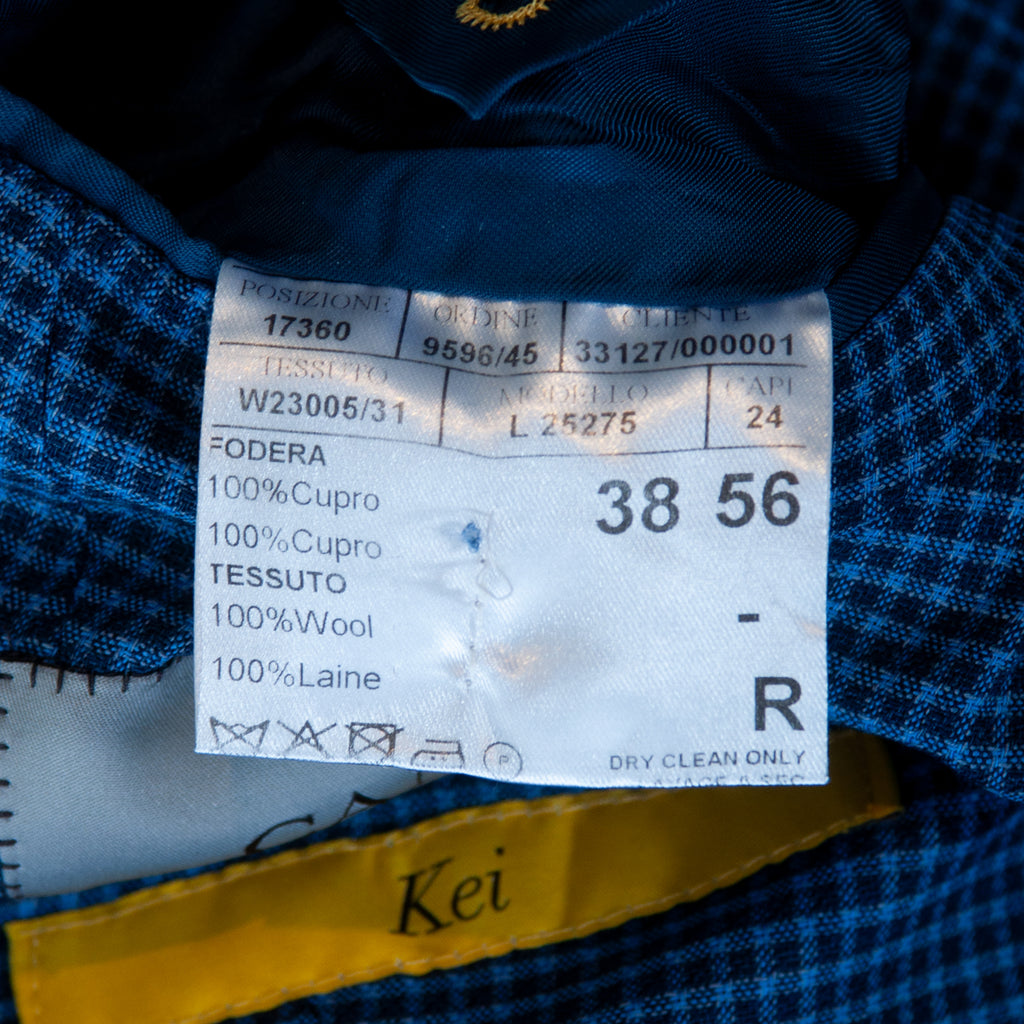 POSIZIONE ORDINE CLIENTE
17360 9596/45 33127/000001
TESSUTO MODELLO CAPI
W23005/31 L 25275 24
FODERA
100%Cupro 38 56
100%Cupro
TESSUTO
100%Wool -
100%Laine R
P
DRY CLEAN ONLY
Kei